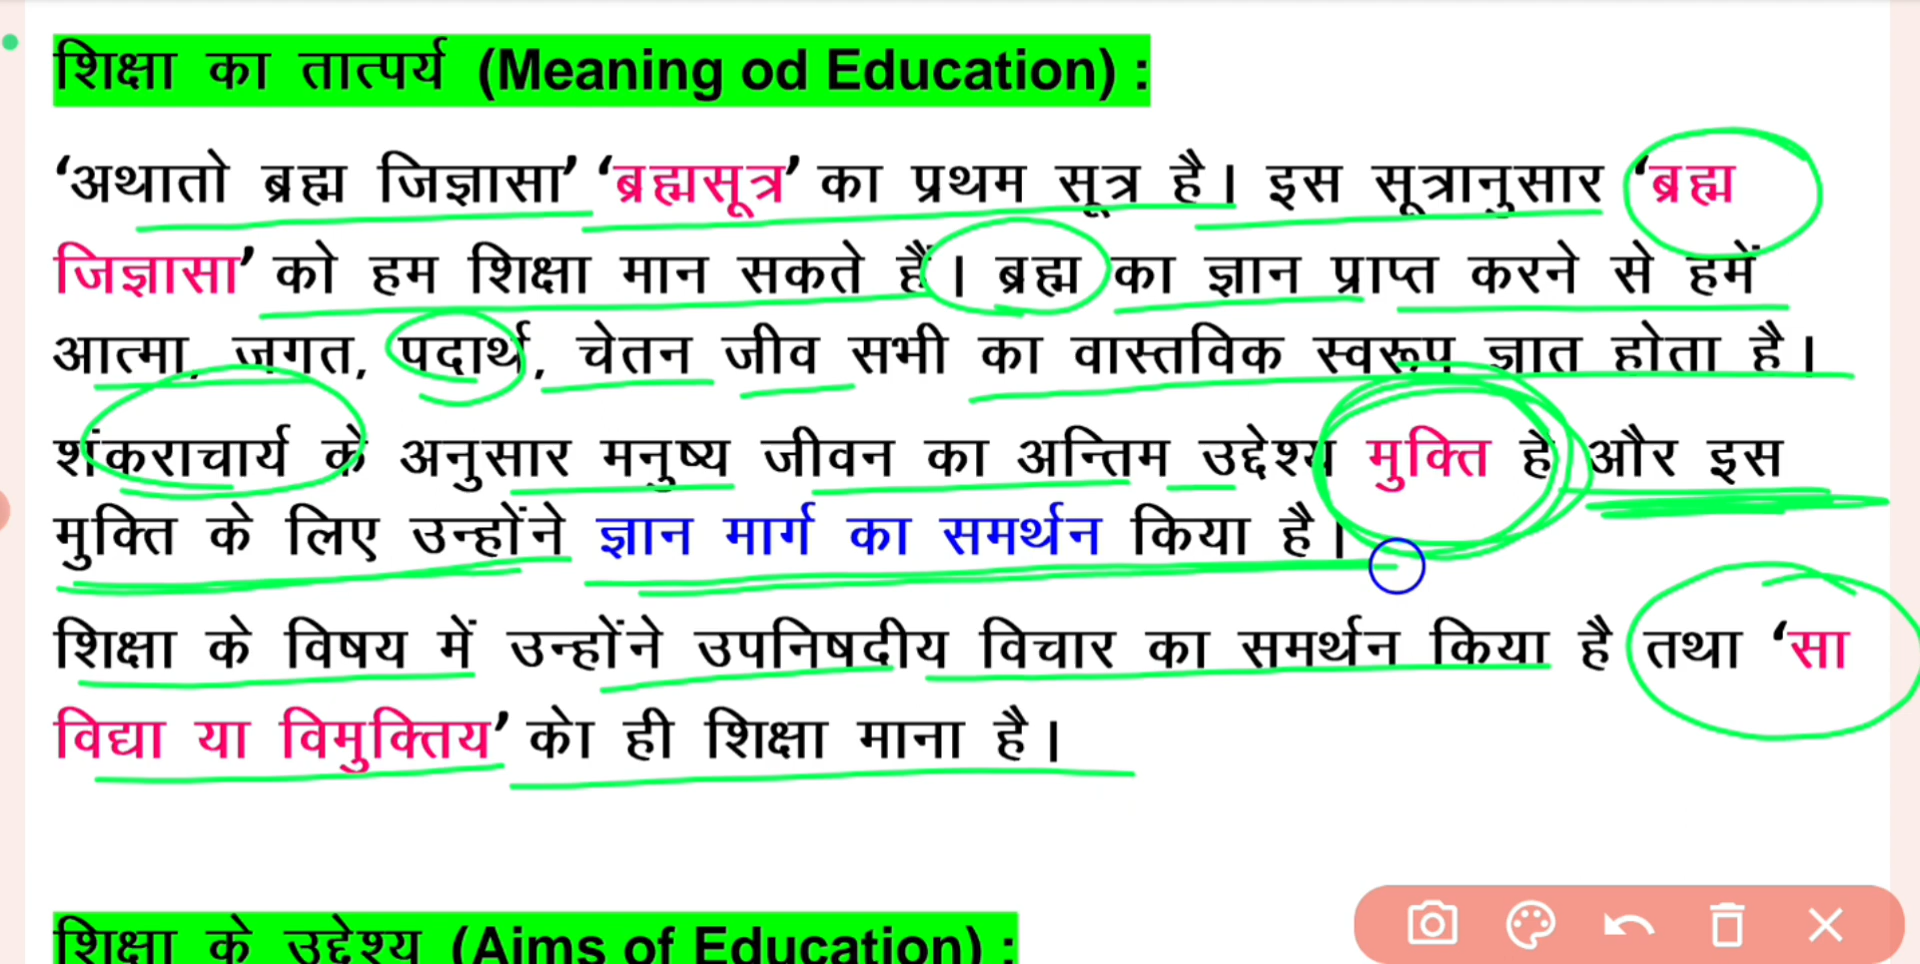 शिक्षा का तात्पर्य (Meaning od Education) :
‘अथातो ब्रह्म जिज्ञासा’ ‘ब्रह्मसूत्र’ का प्रथम सूत्र है। इस सूत्रानुसार ‘ब्रह्म
जिज्ञासा’ को हम शिक्षा मान सकते हैं। ब्रह्म का ज्ञान प्राप्त करने से हमें
आत्मा, जगत, पदार्थ, चेतन जीव सभी का वास्तविक स्वरूप ज्ञात होता है।
शंकराचार्य के अनुसार मनुष्य जीवन का अन्तिम उद्देश्य मुक्ति है और इस
मुक्ति के लिए उन्होंने ज्ञान मार्ग का समर्थन किया है।
शिक्षा के विषय में उन्होंने उपनिषदीय विचार का समर्थन किया है तथा ‘सा
विद्या या विमुक्तिय’ कोे ही शिक्षा माना है।
शिक्षा के उद्देश्य (Aims of Education) :